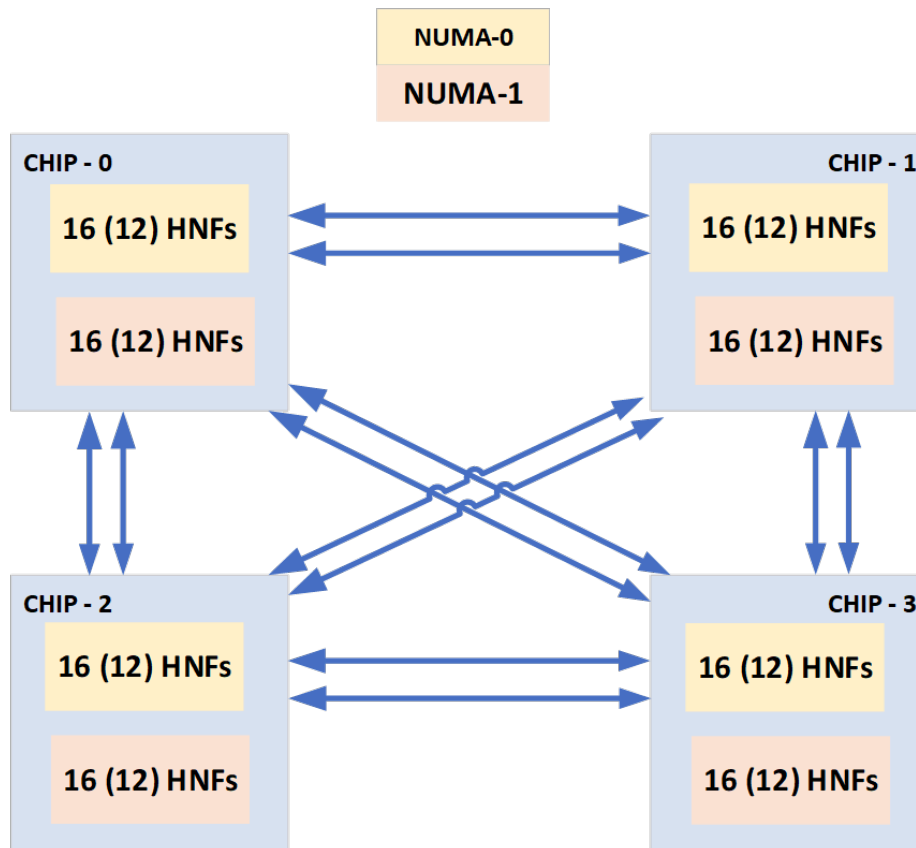 NUMA-0
NUMA-1
CHIP - 0
16 (12) HNFs
16 (12) HNFs
CHIP - 1
16 (12) HNFs
16 (12) HNFs
CHIP - 2
16 (12) HNFs
16 (12) HNFs
CHIP - 3
16 (12) HNFs
16 (12) HNFs